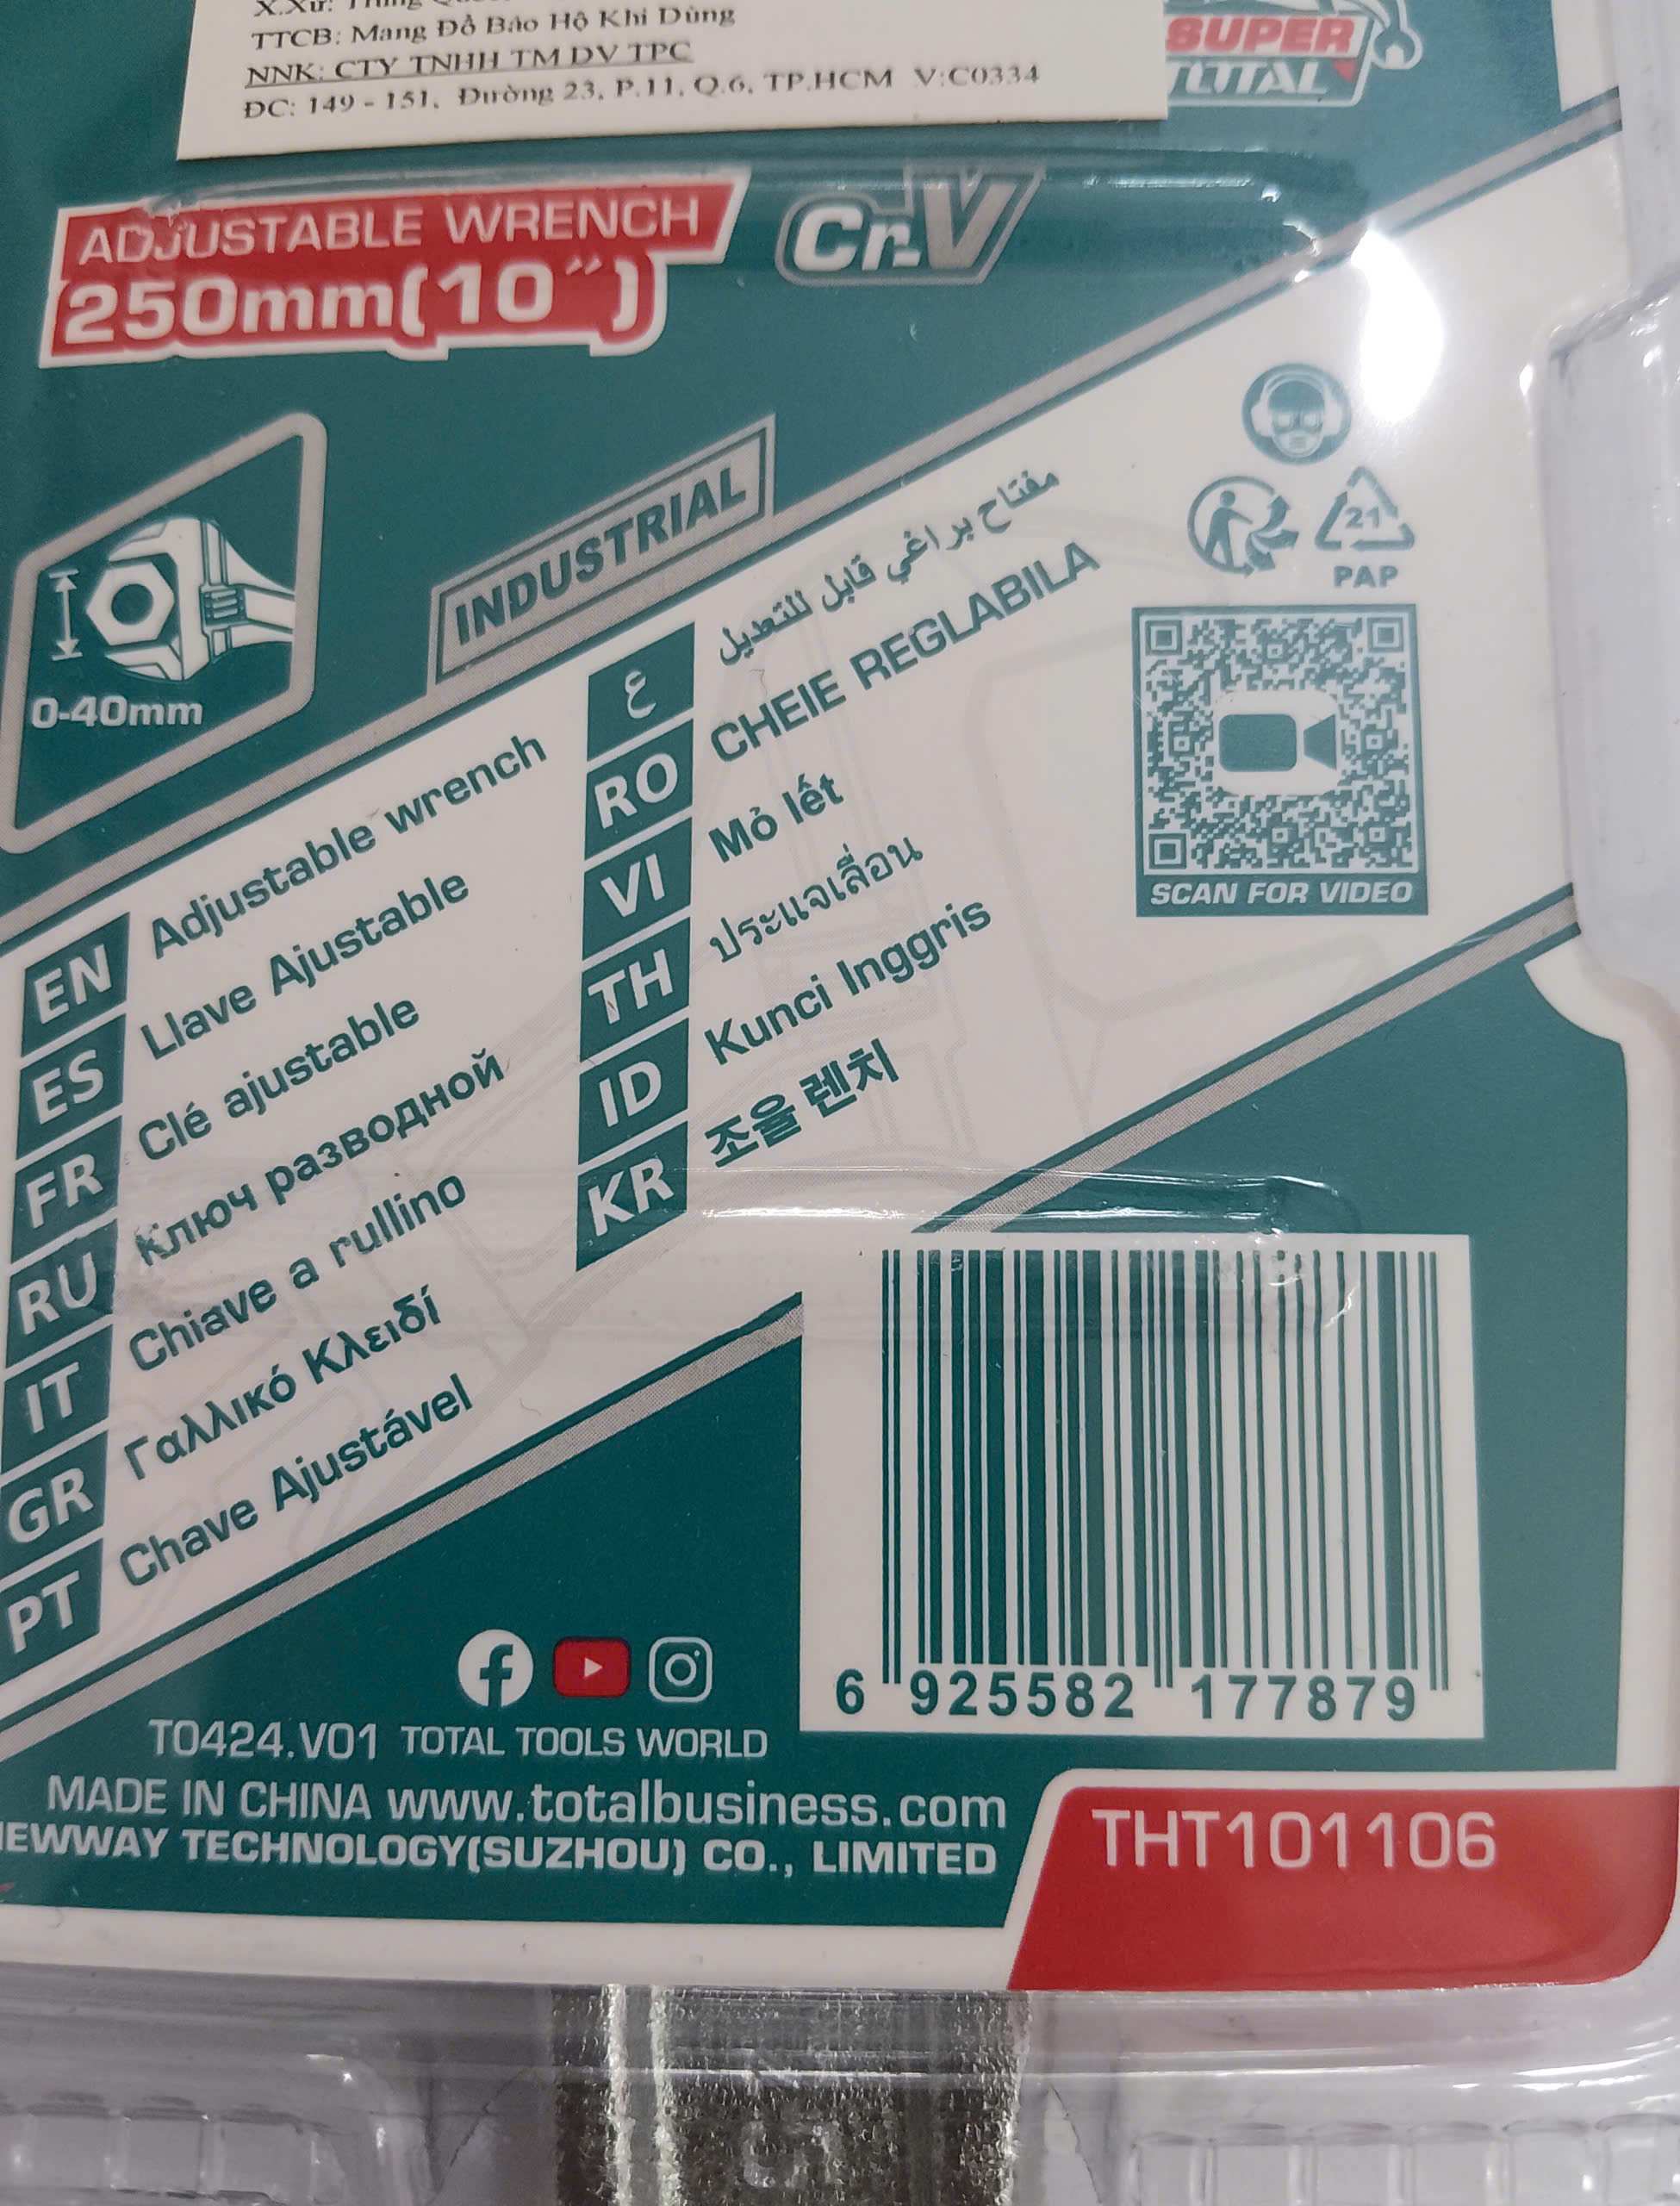 X.Xứ: Trung
TTCB: Mang Đồ Bảo Hộ Khi Dùng
NNK: CTY TNHH TM DV TPC
ĐC: 149 - 151, Đường 23, P.11, Q.6, TP.HCM V:C0334
SUPER
TOTAL
ADJUSTABLE WRENCH
250mm(10")
Cr-V
0-40mm
INDUSTRIAL
21
PAP
SCAN FOR VIDEO
EN Adjustable wrench
ES Llave Ajustable
FR Clé ajustable
RU Ключ разводной
IT Chiave a rullino
GR Γαλλικό Κλειδί
PT Chave Ajustável
ع مفتاح براغي قابل للتعديل
RO CHEIE REGLABILA
VI Mỏ lết
TH ประแจเลื่อน
ID Kunci Inggris
KR 조율 렌치
6 925582 177879
T0424.V01 TOTAL TOOLS WORLD
MADE IN CHINA www.totalbusiness.com
EWWAY TECHNOLOGY(SUZHOU) CO., LIMITED
THT101106